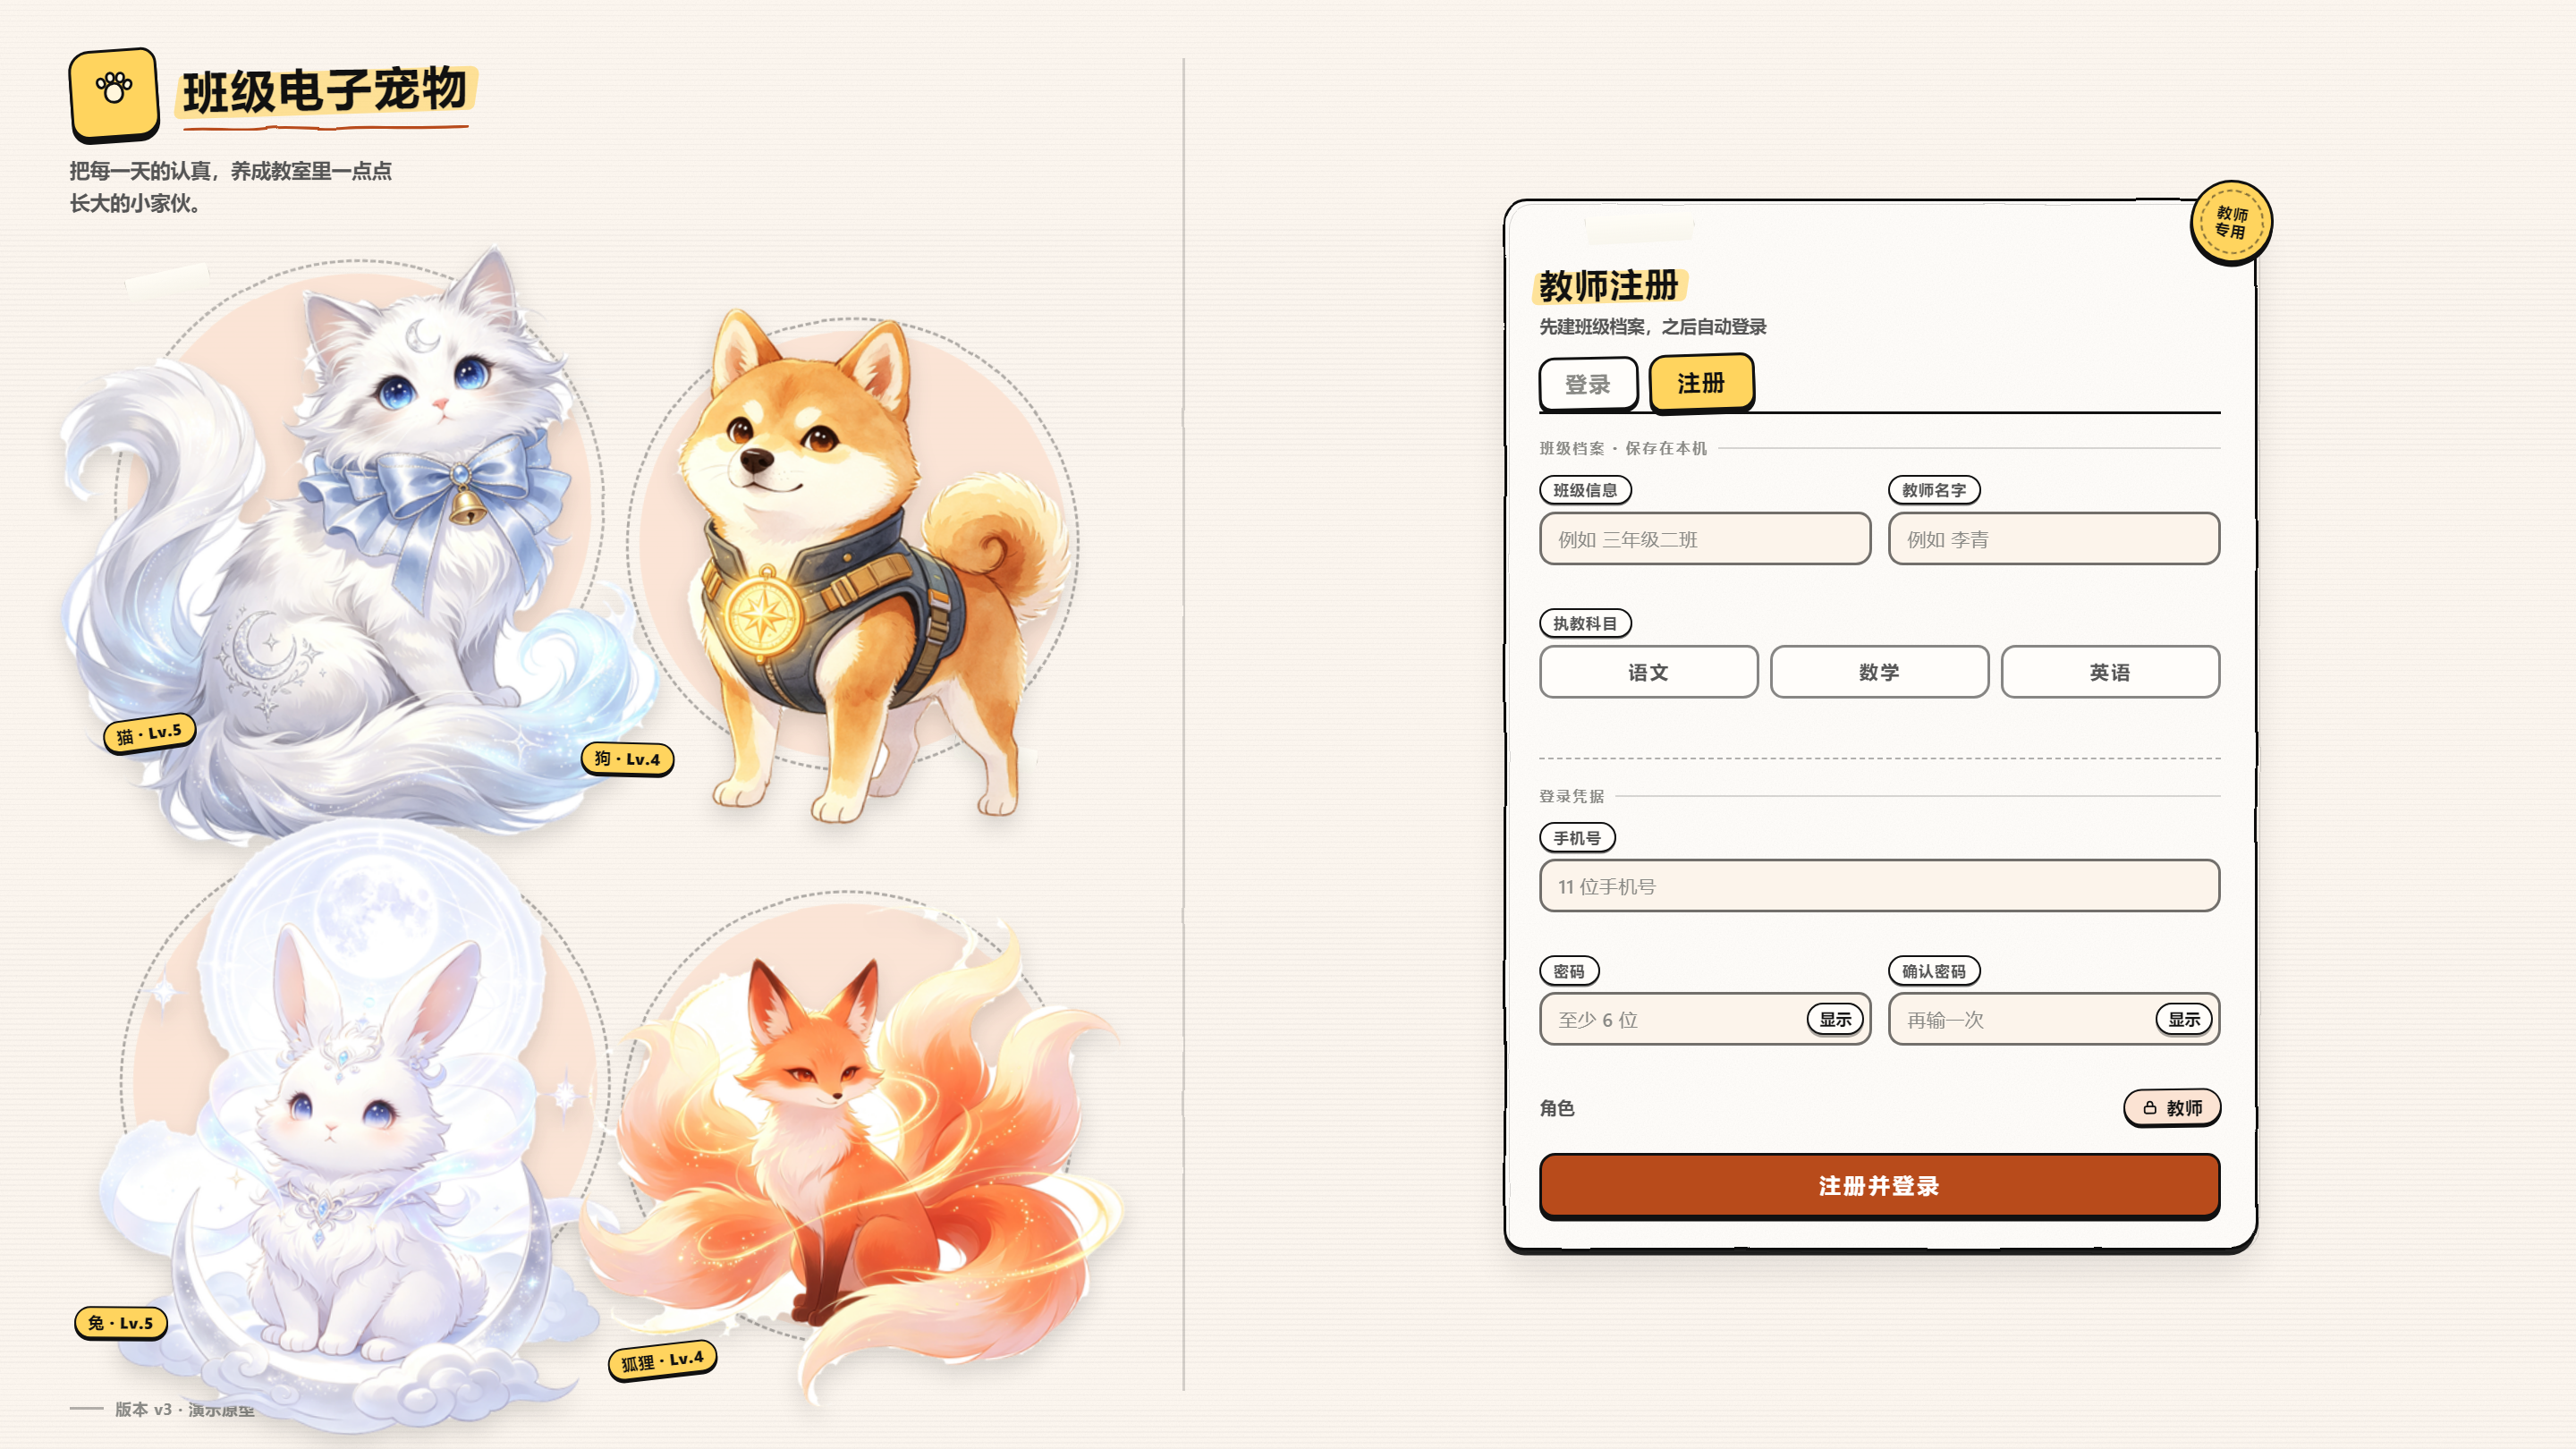 班级电子宠物
把每一天的认真，养成教室里一点点
长大的小家伙。
猫 · Lv.5
狗 · Lv.4
兔 · Lv.5
狐狸 · Lv.4
版本 v3 · 演示原型
教师
专用
教师注册
先建班级档案，之后自动登录
登录
注册
班级档案 · 保存在本机
班级信息
教师名字
例如 三年级二班
例如 李青
执教科目
语文
数学
英语
登录凭据
手机号
11 位手机号
密码
确认密码
至少 6 位
显示
再输一次
显示
角色
教师
注册并登录